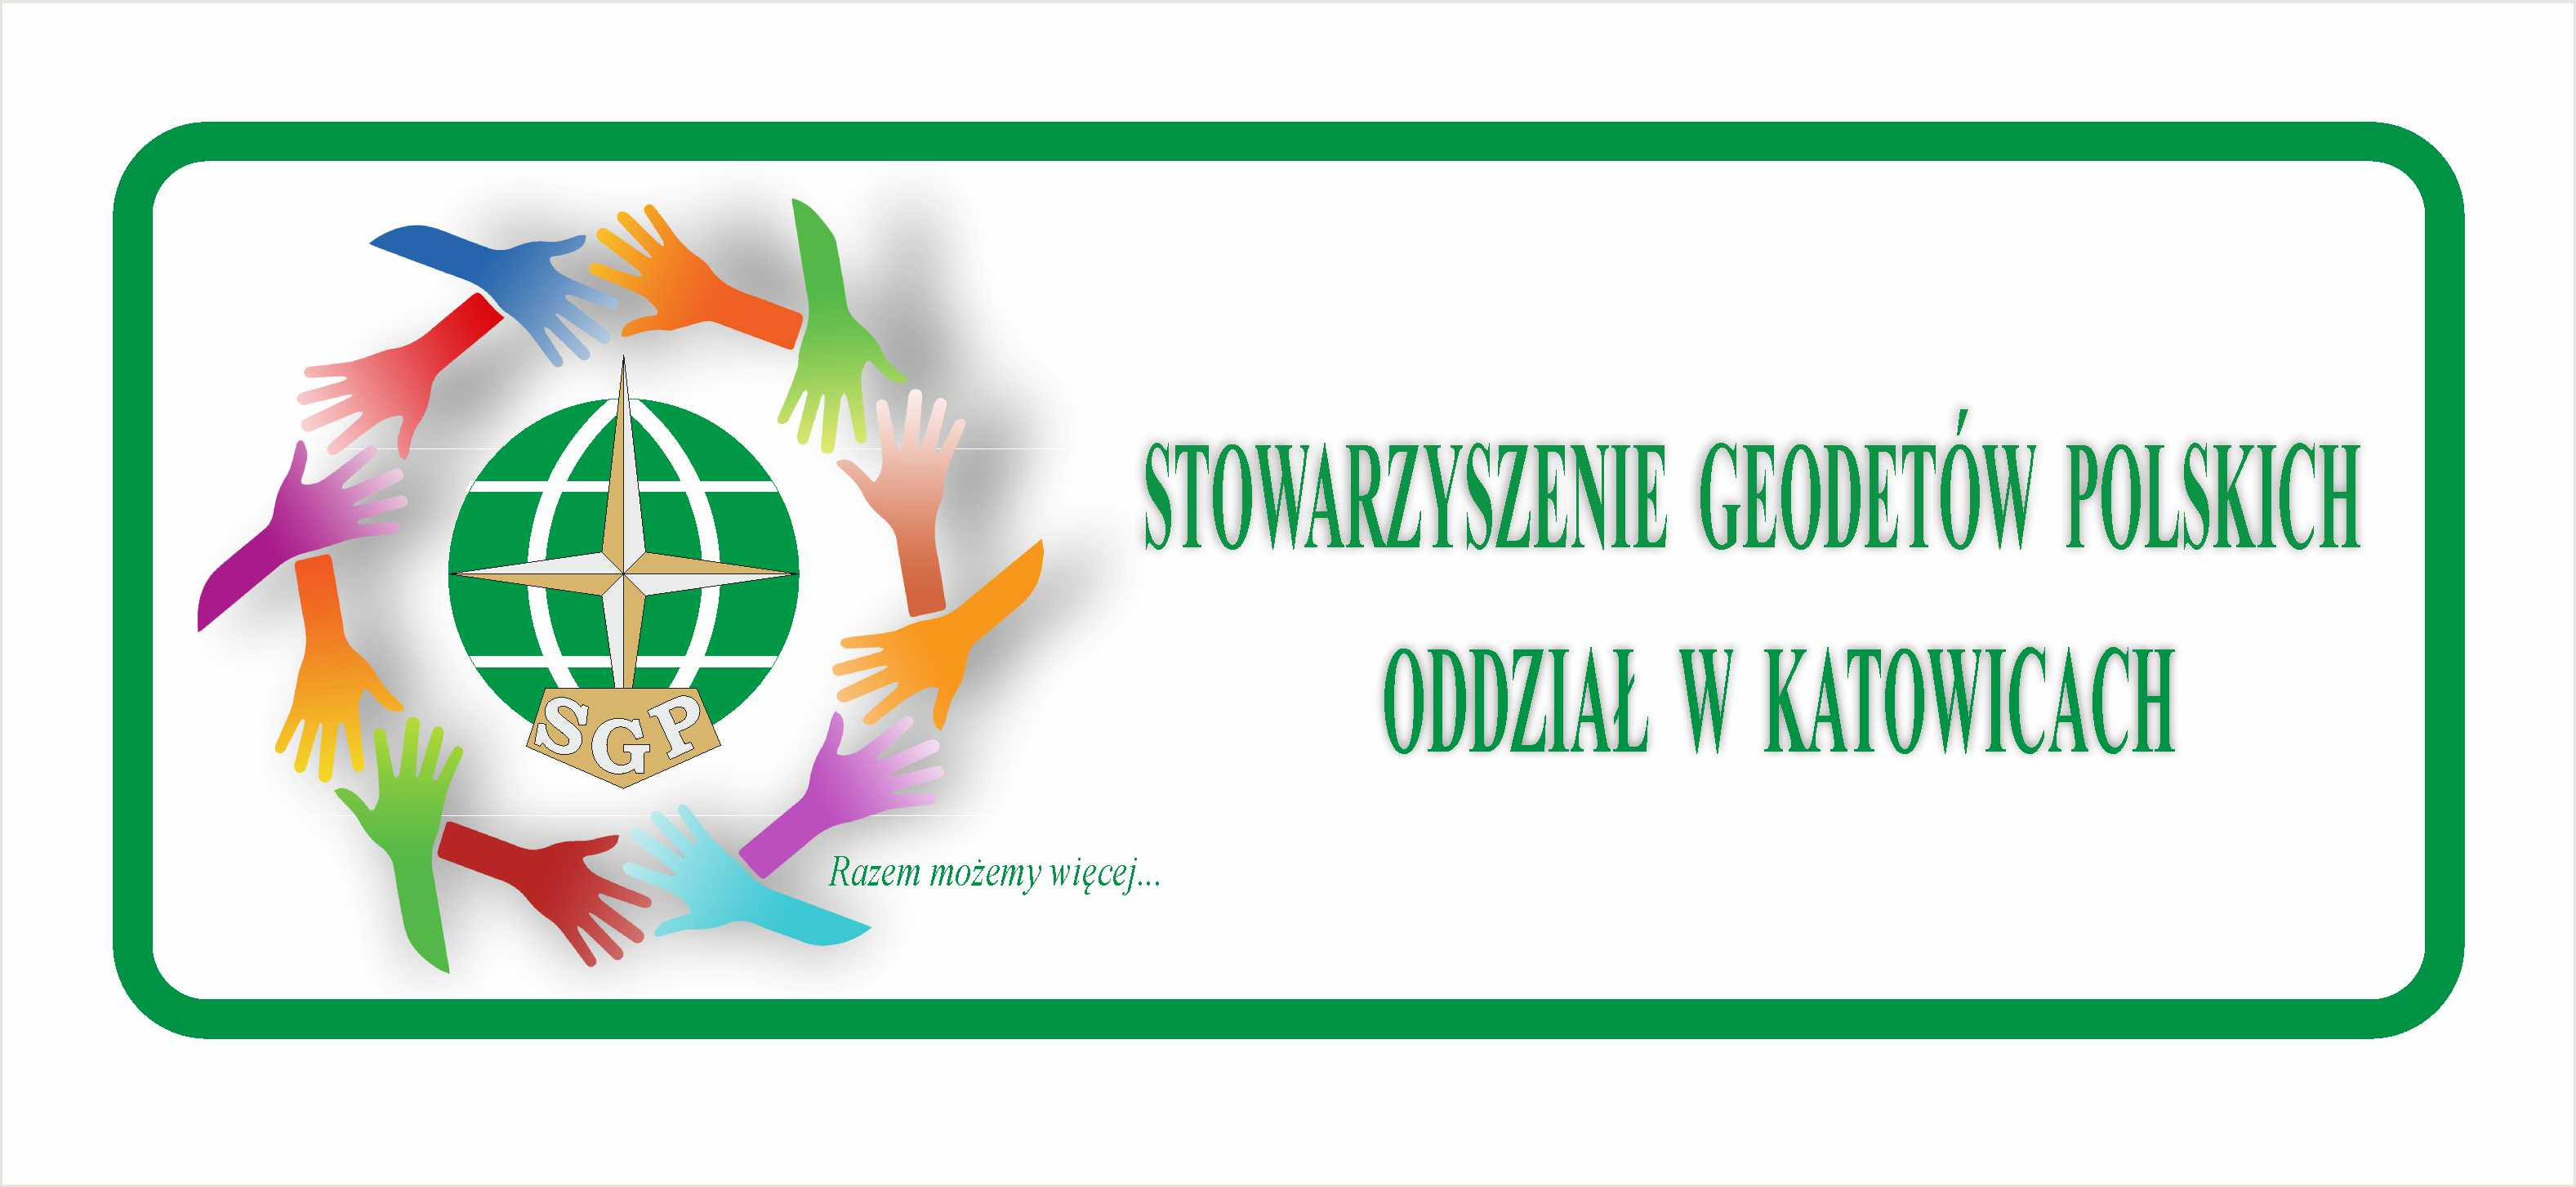 STOWARZYSZENIE GEODETÓW POLSKICH
ODDZIAŁ W KATOWICACH
SGP
Razem możemy więcej...